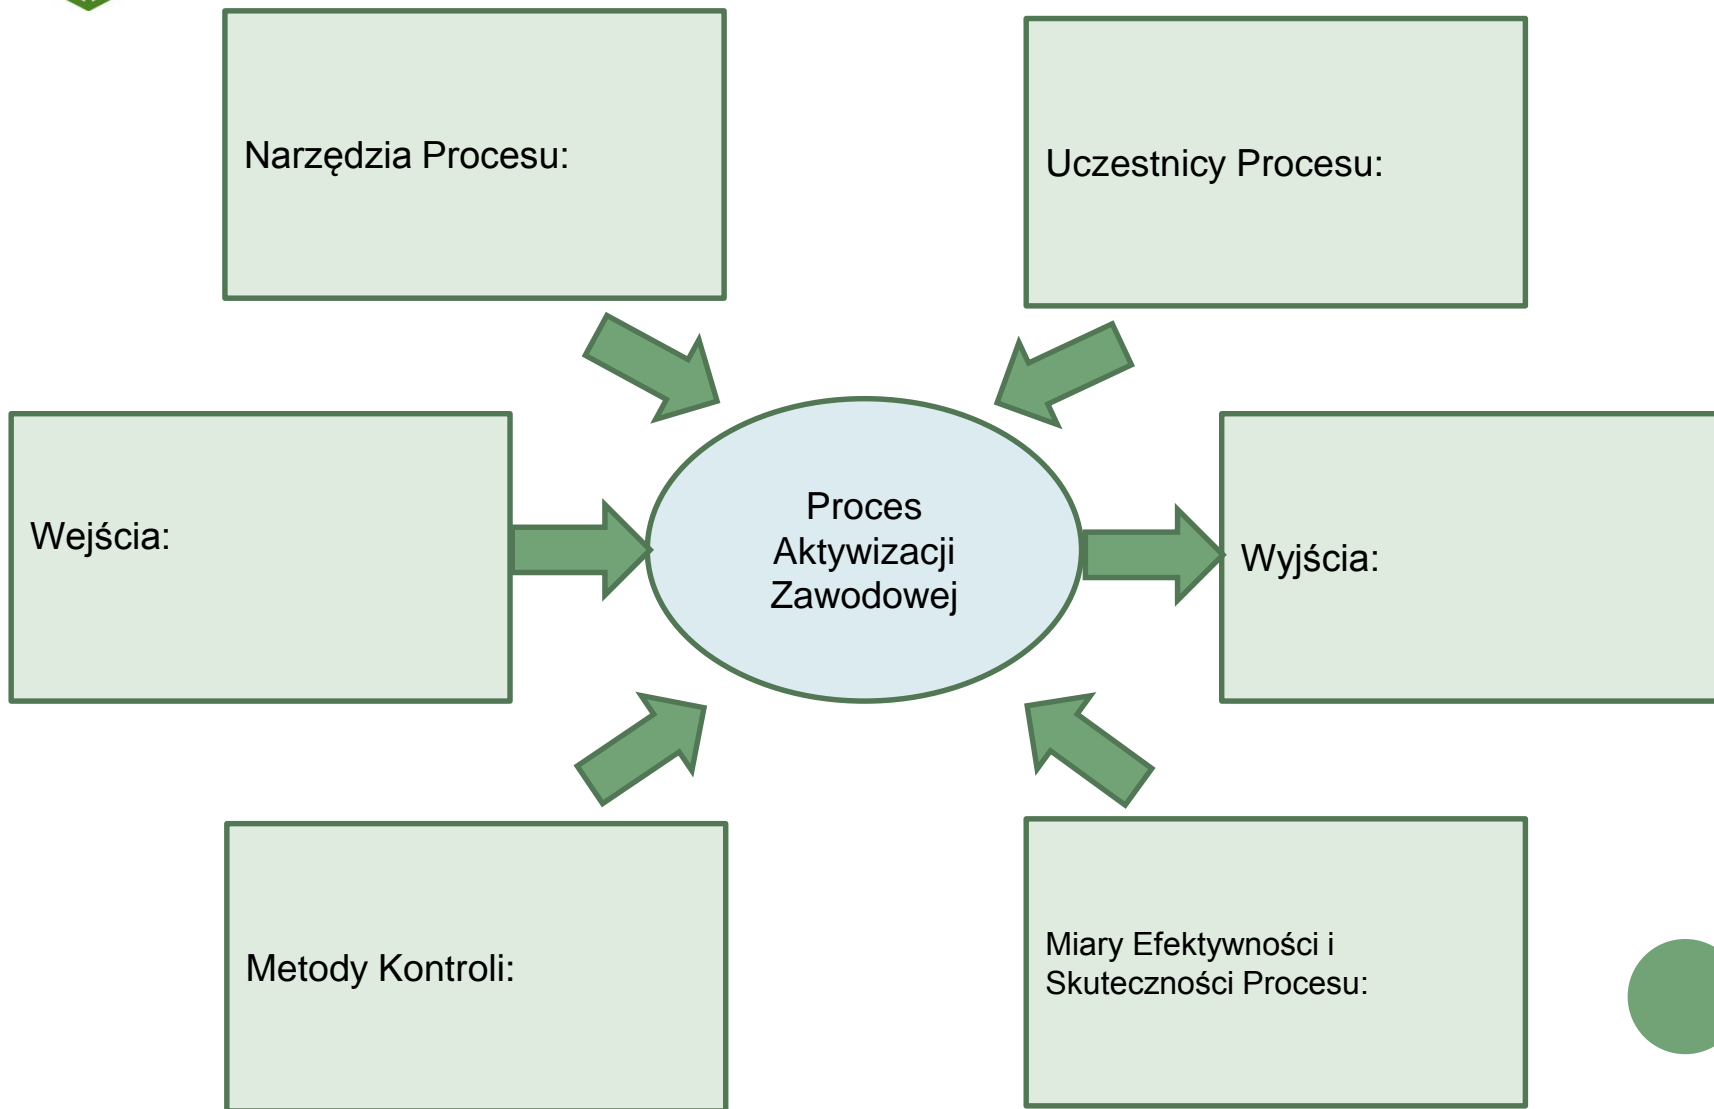 Narzędzia Procesu:
Uczestnicy Procesu:
Wejścia:
Proces
Aktywizacji
Zawodowej
Wyjścia:
Metody Kontroli:
Miary Efektywności i
Skuteczności Procesu: